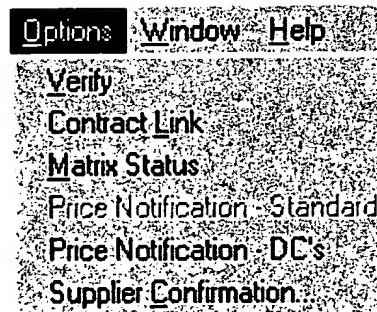 Options Window Help
Verify
Contract Link
Matrix Status
Price Notification - Standard
Price Notification - DC's
Supplier Confirmation...